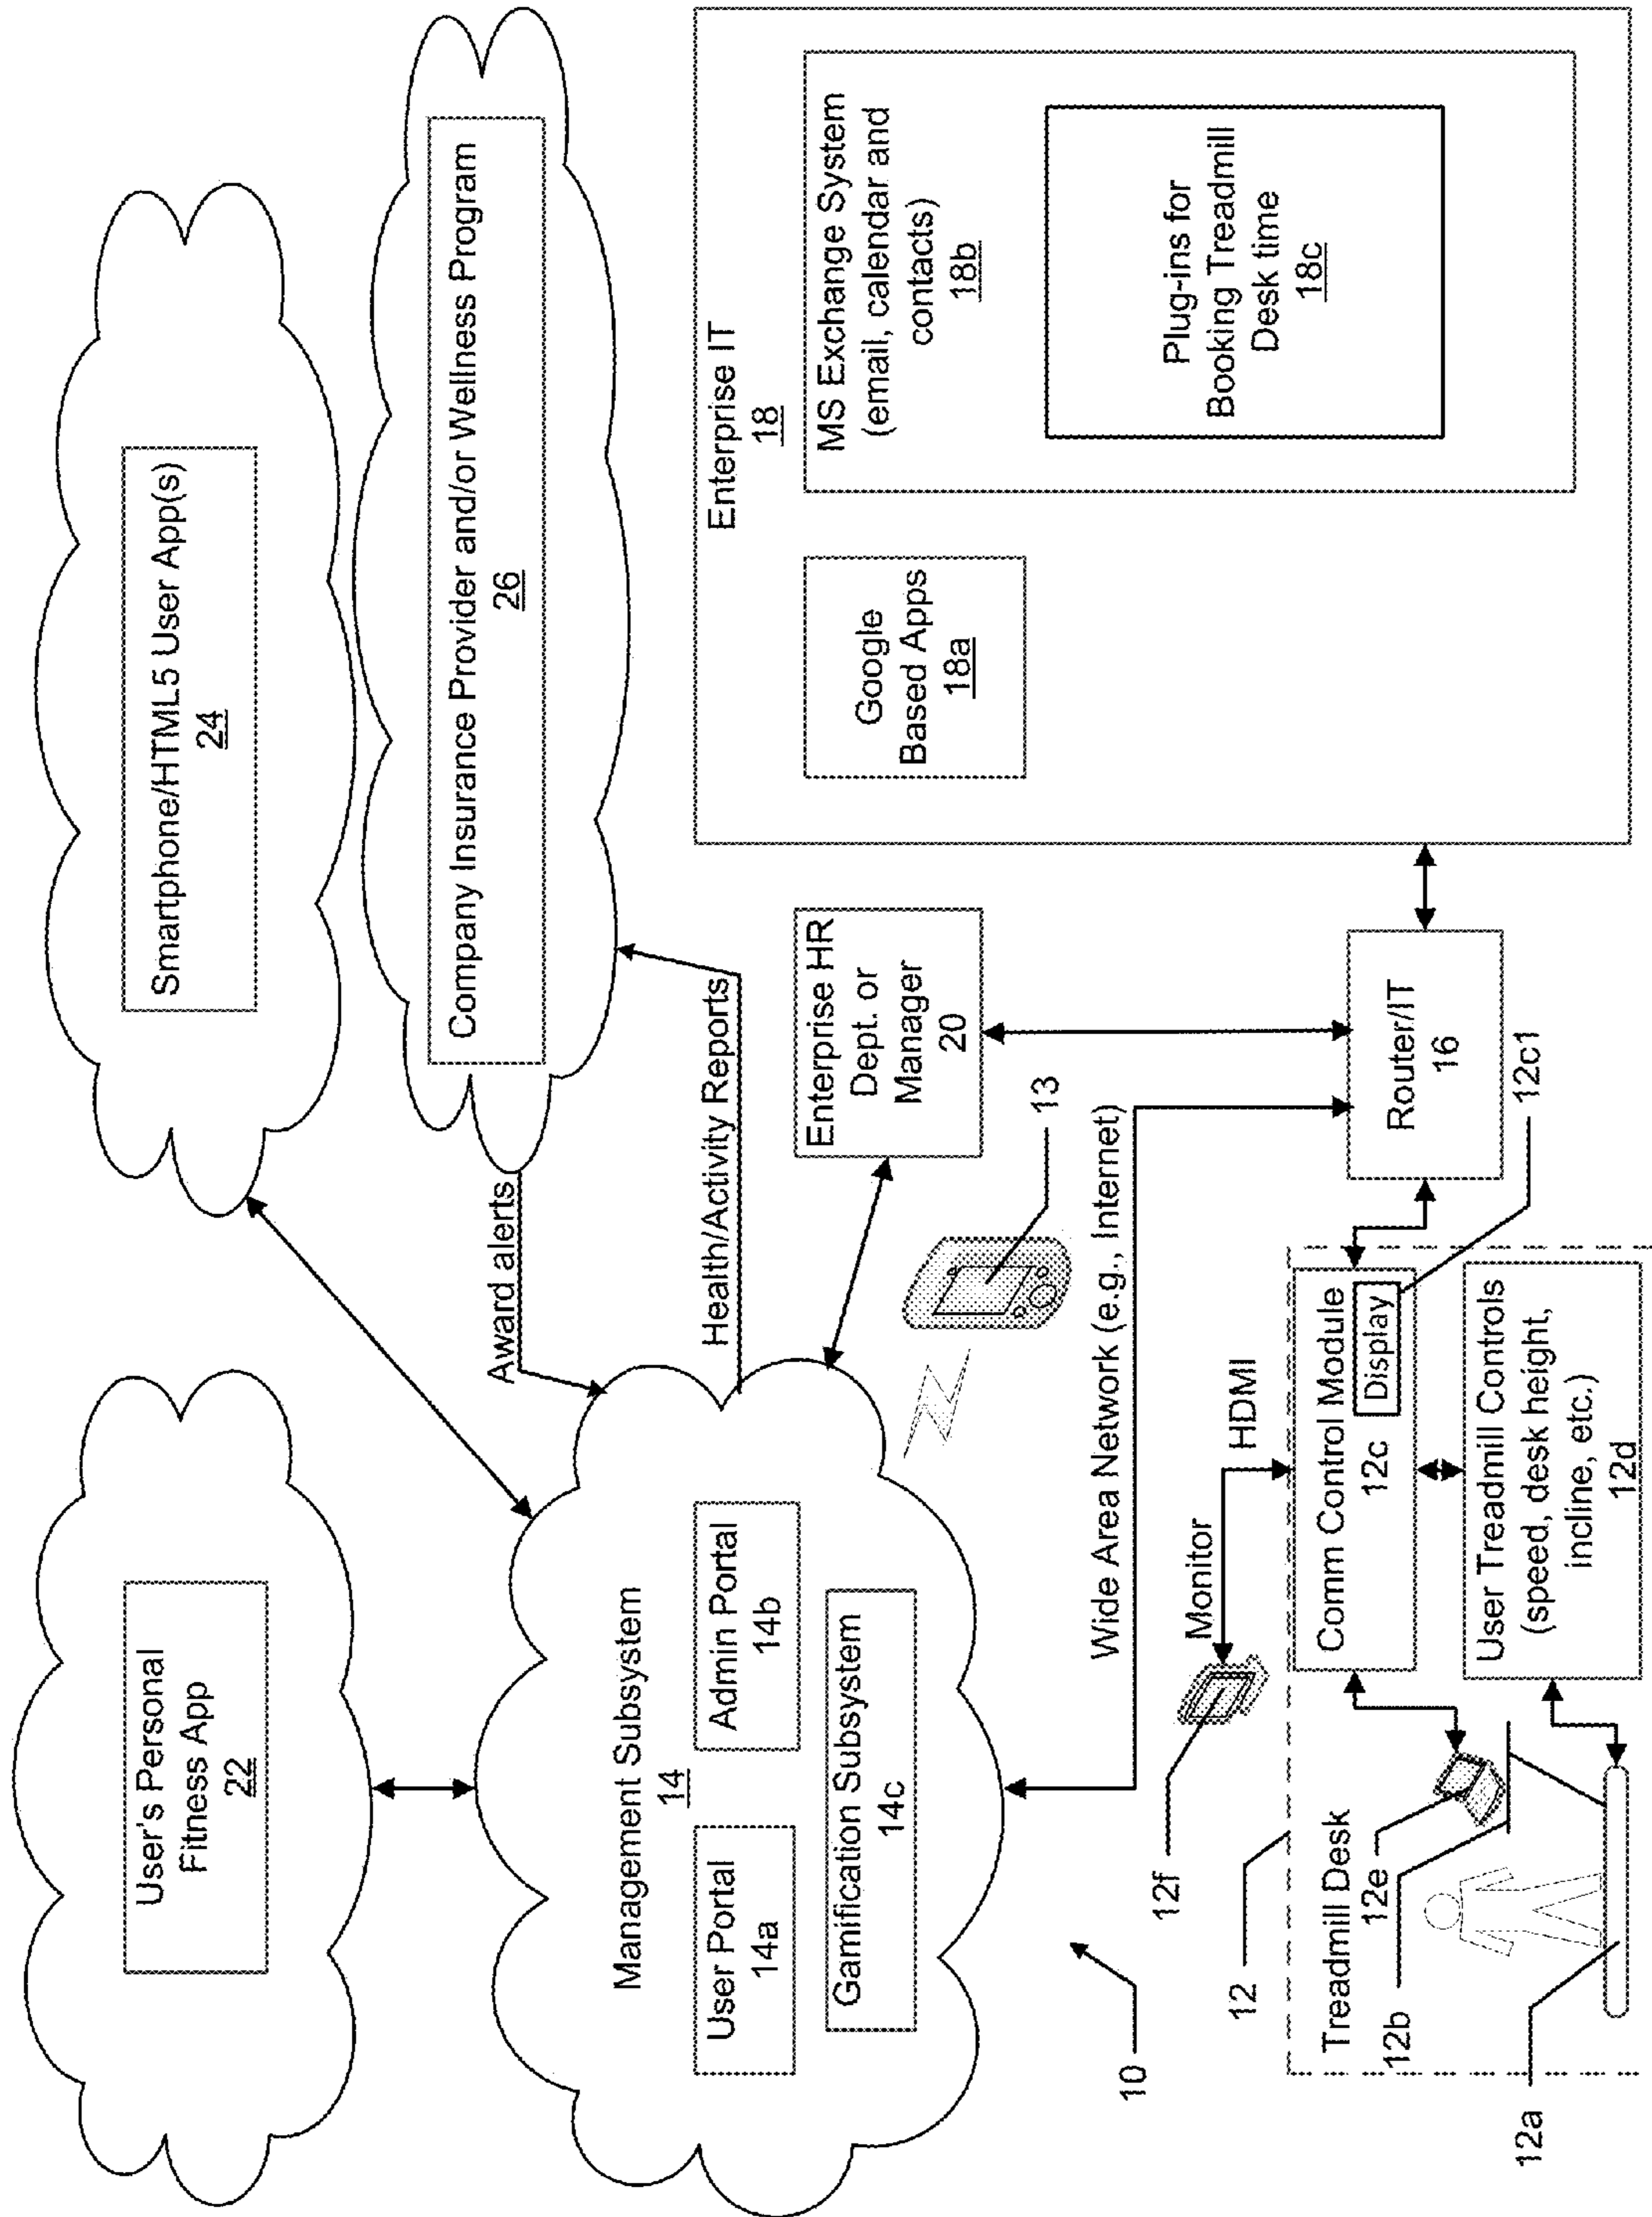 User's Personal
Fitness App
22
Smartphone/HTML5 User App(s)
24
Company Insurance Provider and/or Wellness Program
26
Award alerts
Health/Activity Reports
Management Subsystem
14
User Portal
14a
Admin Portal
14b
Gamification Subsystem
14c
Enterprise HR
Dept. or
Manager
20
13
Wide Area Network (e.g., Internet)
Enterprise IT
18
Google
Based Apps
18a
MS Exchange System
(email, calendar and
contacts)
18b
Plug-ins for
Booking Treadmill
Desk time
18c
Router/IT
16
12c1
10
12
12f
Monitor
HDMI
Treadmill Desk
12b
12e
12a
Comm Control Module
12c
Display
User Treadmill Controls
(speed, desk height,
incline, etc.)
12d